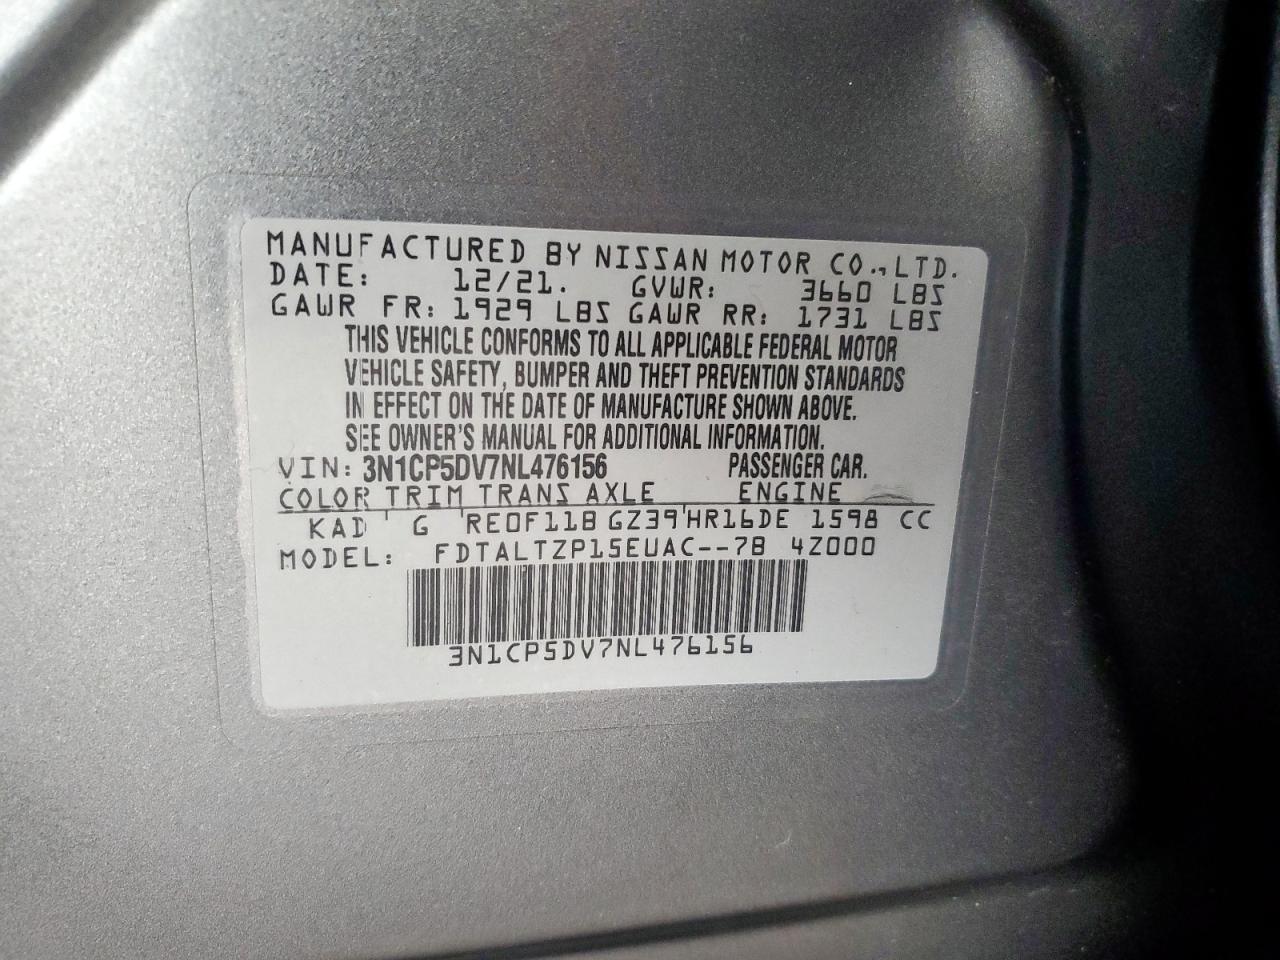 MANUFACTURED BY NISSAN MOTOR CO.,LTD.
DATE: 12/21. GVWR: 3660 LBS
GAWR FR: 1929 LBS GAWR RR: 1731 LBS
THIS VEHICLE CONFORMS TO ALL APPLICABLE FEDERAL MOTOR
VEHICLE SAFETY, BUMPER AND THEFT PREVENTION STANDARDS
IN EFFECT ON THE DATE OF MANUFACTURE SHOWN ABOVE.
SEE OWNER'S MANUAL FOR ADDITIONAL INFORMATION.
VIN: 3N1CP5DV7NL476156 PASSENGER CAR.
COLOR TRIM TRANS AXLE ENGINE
KAD G RE0F11B GZ39 HR16DE 1598 CC
MODEL: FDTALTZP15EUAC--7B 4Z000
3N1CP5DV7NL476156